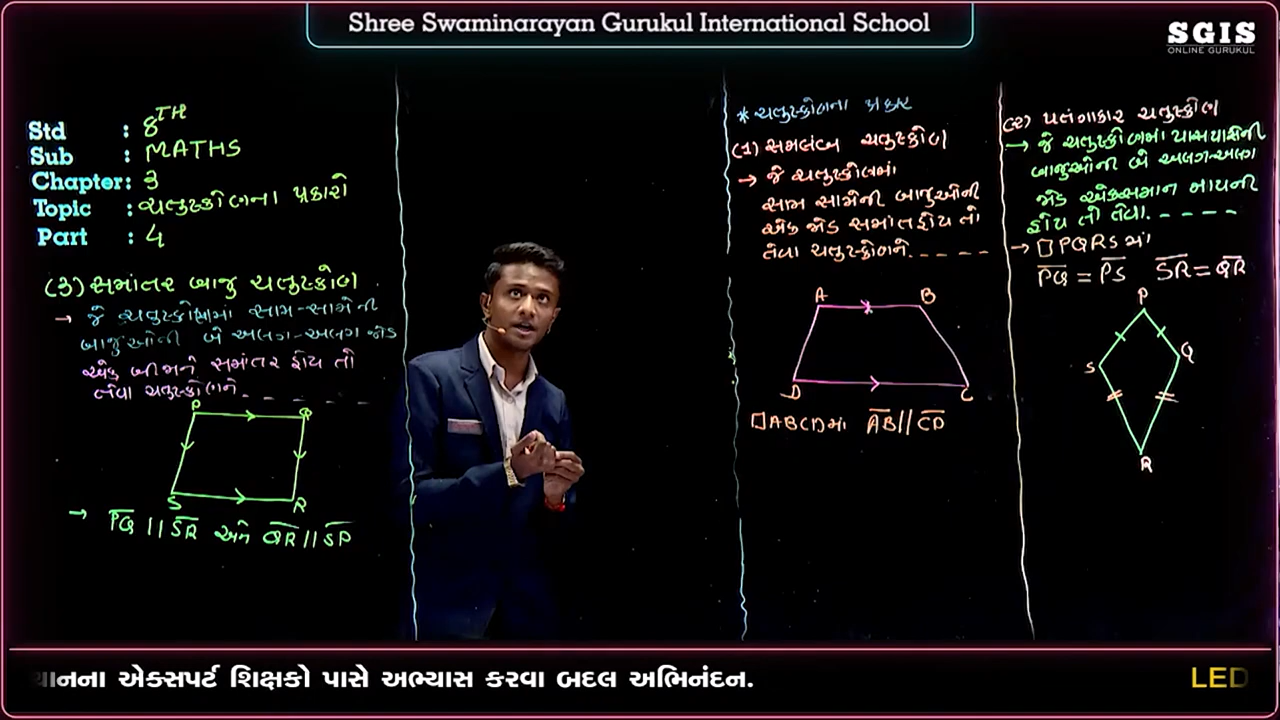 Shree Swaminarayan Gurukul International School
SGIS
ONLINE GURUKUL
Std : 8TH
Sub : MATHS
Chapter: 3
Topic : ચતુષ્કોણના પ્રકારો
Part : 4
(3) સમાંતર બાજુ ચતુષ્કોણ
→ જે ચતુષ્કોણમાં સામ-સામેની
બાજુઓની બે અલગ-અલગ જોડ
એક બીજાને સમાંતર હોય તો
તેવા ચતુષ્કોણને - - - - -
P Q
S R
→ PQ || SR અને QR || SP
* ચતુષ્કોણના પ્રકાર
(1) સમલંબ ચતુષ્કોણ
→ જે ચતુષ્કોણમાં
સામ સામેની બાજુઓની
એક જોડ સમાંતર હોય તો
તેવા ચતુષ્કોણને - - - -
A B
D C
□ABCDમાં AB || CD
(2) પતંગાકાર ચતુષ્કોણ
→ જે ચતુષ્કોણમાં પાસપાસેની
બાજુઓની બે અલગ-અલગ
જોડ એકસમાન માપની
હોય તો તેવા - - - -
→ □PQRS માં
PQ = PS SR = QR
P
S Q
R
યાનના એક્સપર્ટ શિક્ષકો પાસે અભ્યાસ કરવા બદલ અભિનંદન.
LED